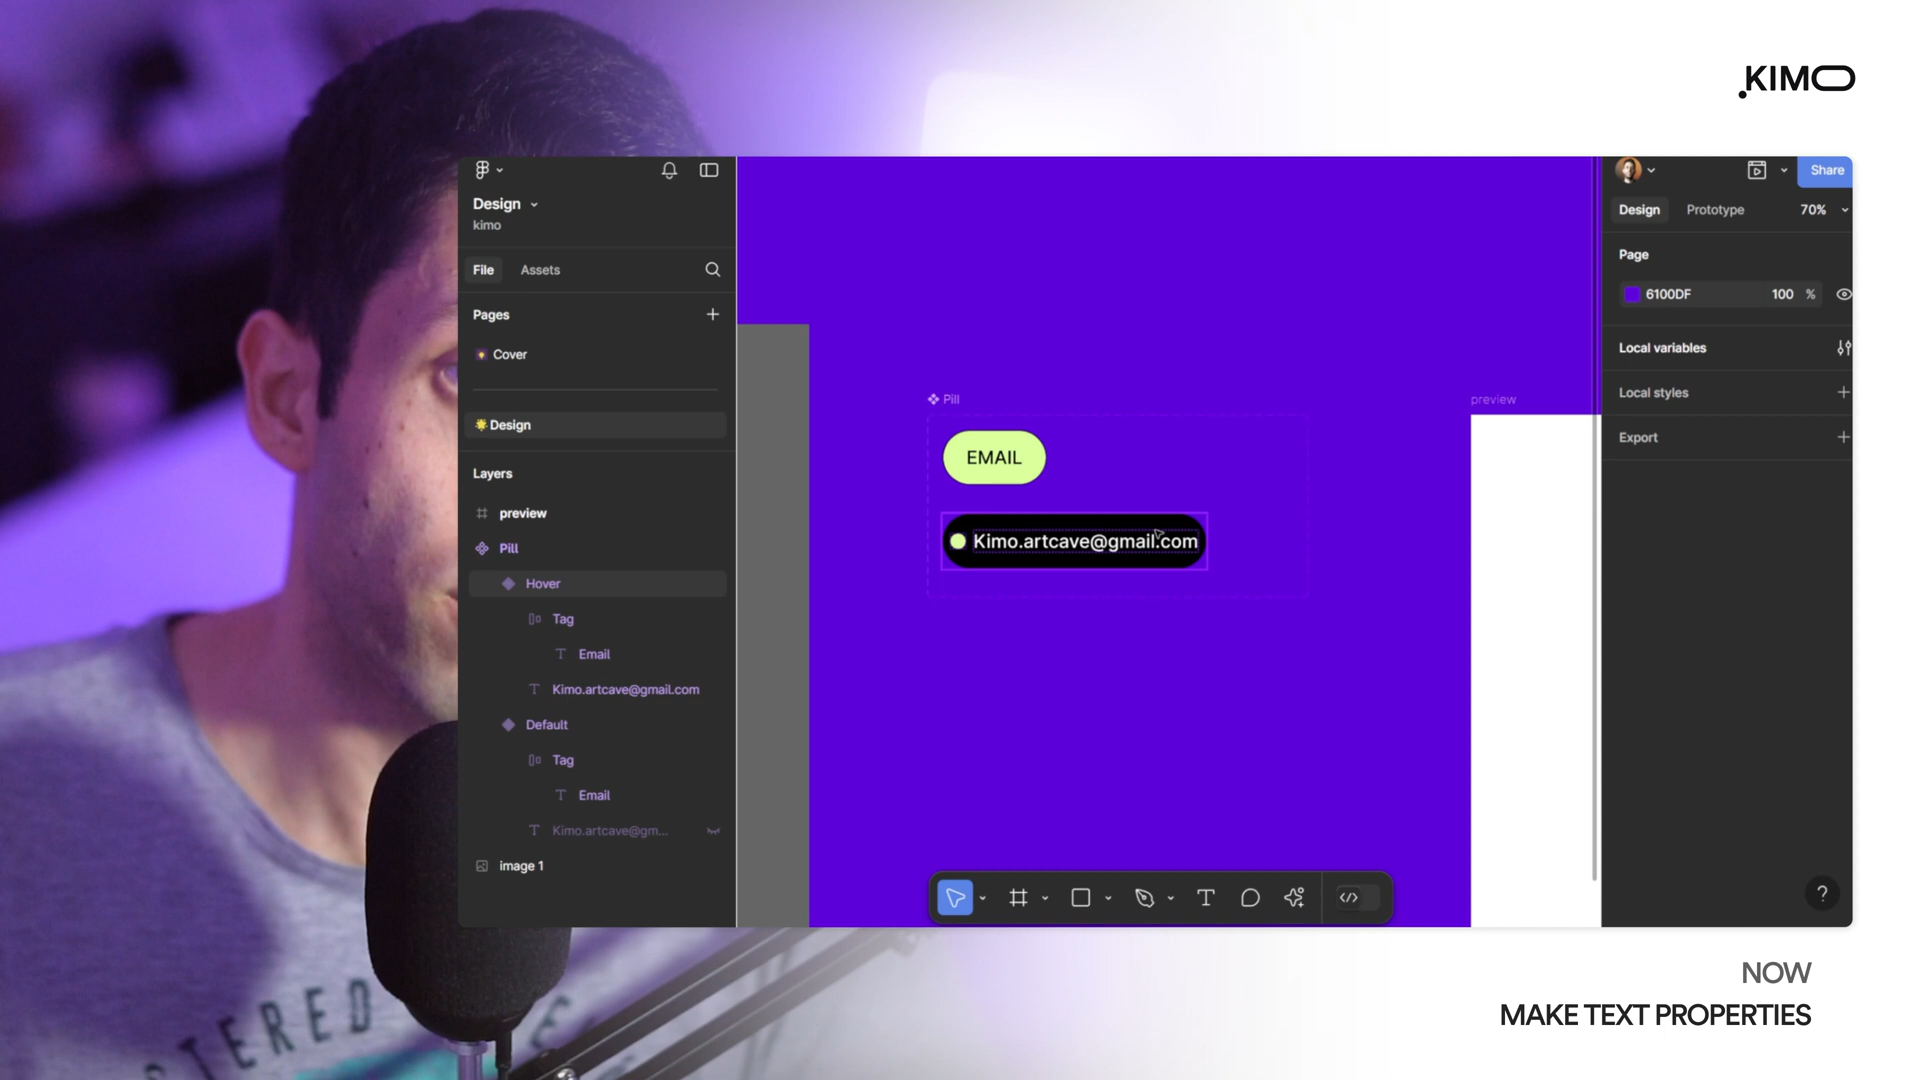 .KIMO
Design
kimo
File Assets
Pages
Cover
Design
Layers
preview
Pill
Hover
Tag
Email
Kimo.artcave@gmail.com
Default
Tag
Email
Kimo.artcave@gm...
image 1
Pill
EMAIL
Kimo.artcave@gmail.com
preview
Share
Design Prototype 70%
Page
6100DF 100 %
Local variables
Local styles
Export
?
STERED
NOW
MAKE TEXT PROPERTIES